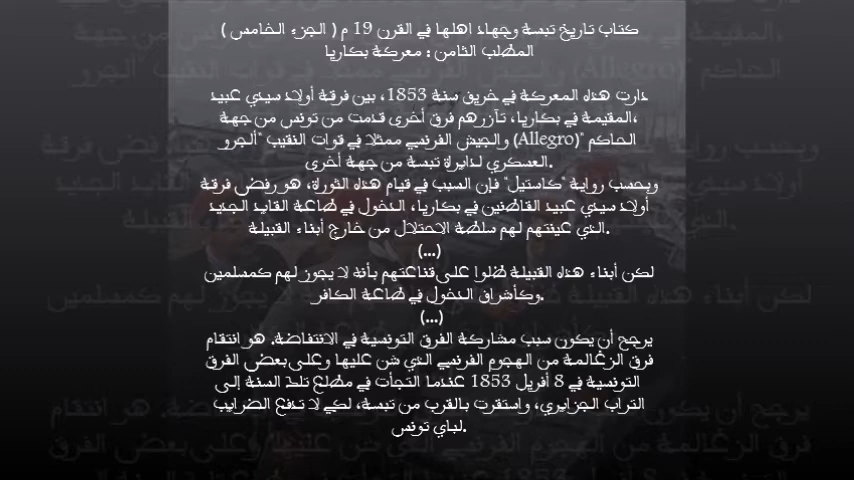 كتاب تاريخ تبسة وجهاد اهلها في القرن 19 م ( الجزء الخامس )
المطلب الثامن : معركة بكاريا
دارت هذه المعركة في خريف سنة 1853، بين فرقة أولاد سيدي عبيد
المقيمة في بكاريا، تآزرهم فرق أخرى قدمت من تونس من جهة،
والجيش الفرنسي ممثلا في قوات النقيب "ألجرو (Allegro)" الحاكم
العسكري لدايراة تبسة من جهة أخرى.
وبحسب رواية "كاستيل" فإن السبب في قيام هذه الثوراة، هو رفض فرقة
أولاد سيدي عبيد القاطنين في بكاريا، الدخول في طاعة القايد الجديد
الذي عينتهم لهم سلطة الاحتلال من خارج أبناء القبيلة.
(...)
لكن أبناء هذه القبيلة ظلوا على قناعتهم بأنه لا يجوز لهم كمسلمين
وكأشراف الدخول في طاعة الكافر.
(...)
يرجح أن يكون سبب مشاركة الفرق التونسية في الانتفاضة. هو انتقام
فرق الزغالمة من الهجوم الفرنسي الذي شن عليها وعلى بعض الفرق
التونسية في 8 أفريل 1853 عندما التجأت في مطلع تلك السنة إلى
التراب الجزايري، واستقرت بالقرب من تبسة، لكي لا تدفع الضرايب
لباي تونس.